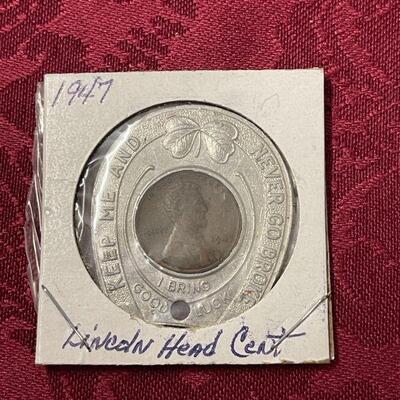 1947
KEEP ME AND NEVER GO BROKE
I BRING
GOOD LUCK
Lincoln Head Cent